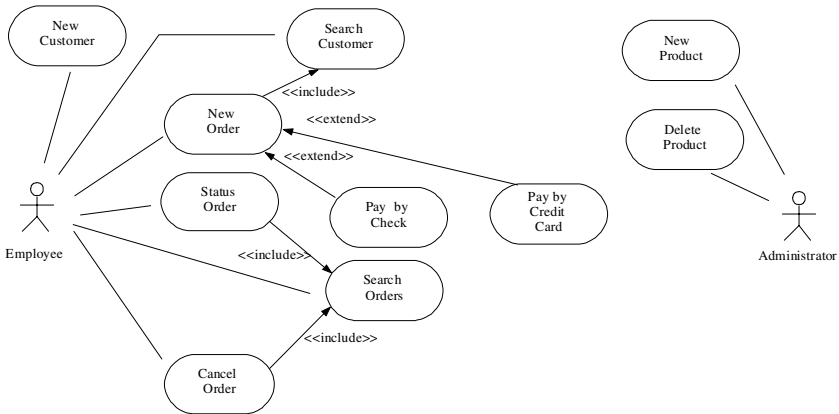 New
Customer
Search
Customer
New
Product
<<include>>
New
Order
<<extend>>
Delete
Product
<<extend>>
Status
Order
Pay by
Check
Pay by
Credit
Card
Employee
Administrator
<<include>>
Search
Orders
<<include>>
Cancel
Order